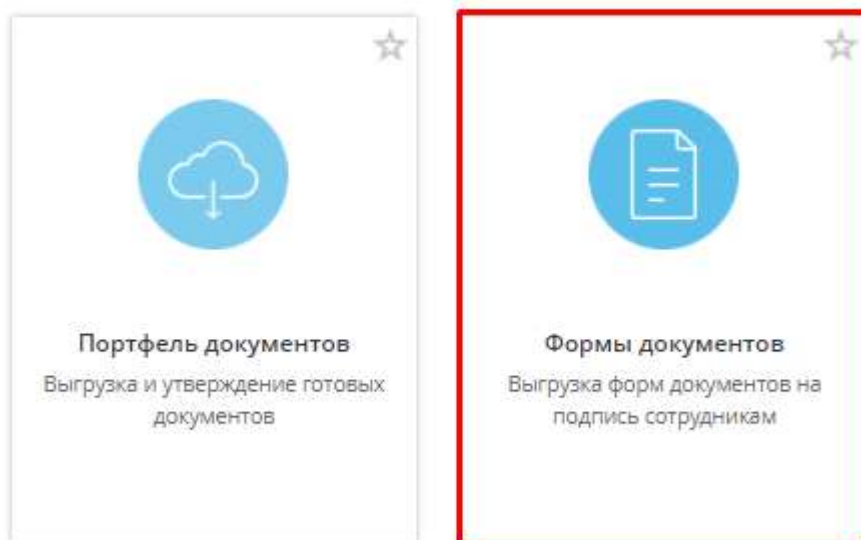 Портфель документов
Выгрузка и утверждение готовых
документов
Формы документов
Выгрузка форм документов на
подпись сотрудникам